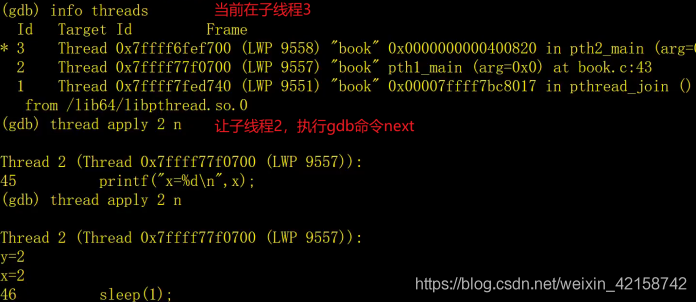 (gdb) info threads 当前在子线程3
Id Target Id Frame
* 3 Thread 0x7ffff6fef700 (LWP 9558) "book" 0x0000000000400820 in pth2_main (arg=
2 Thread 0x7ffff77f0700 (LWP 9557) "book" pth1_main (arg=0x0) at book.c:43
1 Thread 0x7ffff7fed740 (LWP 9551) "book" 0x00007ffff7bc8017 in pthread_join ()
from /lib64/libpthread.so.0
(gdb) thread apply 2 n 让子线程2，执行gdb命令next
Thread 2 (Thread 0x7ffff77f0700 (LWP 9557)):
45 printf("x=%d\n",x);
(gdb) thread apply 2 n
Thread 2 (Thread 0x7ffff77f0700 (LWP 9557)):
y=2
x=2
46 sleep(1);
https://blog.csdn.net/weixin_42158742